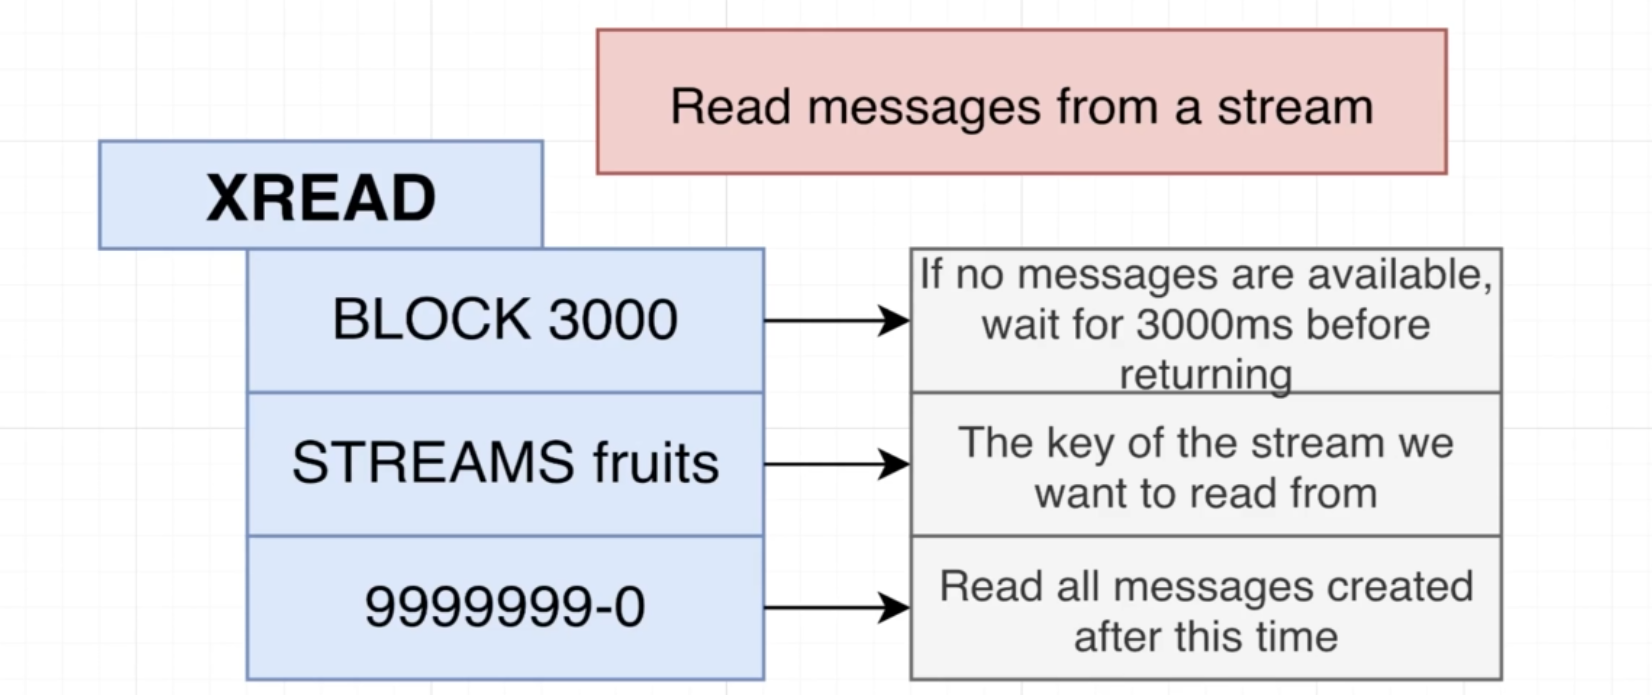 Read messages from a stream
XREAD
BLOCK 3000
If no messages are available,
wait for 3000ms before
returning
STREAMS fruits
The key of the stream we
want to read from
9999999-0
Read all messages created
after this time